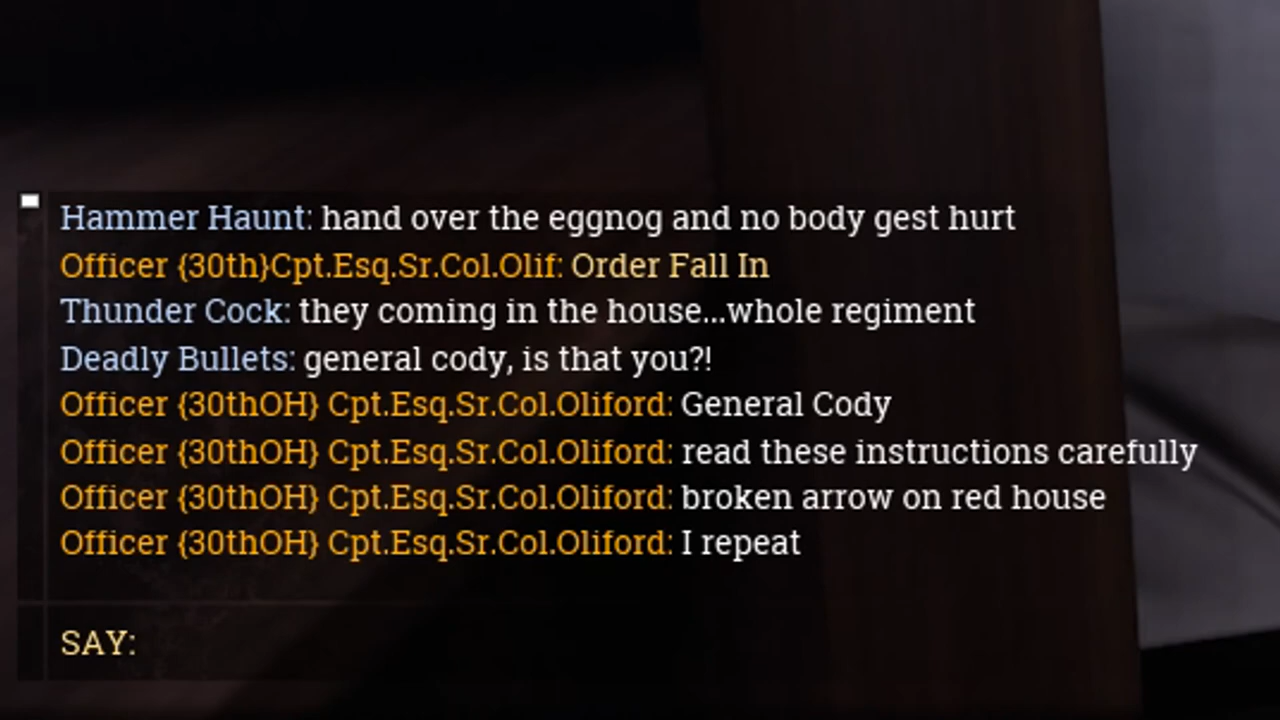 Hammer Haunt: hand over the eggnog and no body gest hurt
Officer {30th}Cpt.Esq.Sr.Col.Olif: Order Fall In
Thunder Cock: they coming in the house...whole regiment
Deadly Bullets: general cody, is that you?!
Officer {30thOH} Cpt.Esq.Sr.Col.Oliford: General Cody
Officer {30thOH} Cpt.Esq.Sr.Col.Oliford: read these instructions carefully
Officer {30thOH} Cpt.Esq.Sr.Col.Oliford: broken arrow on red house
Officer {30thOH} Cpt.Esq.Sr.Col.Oliford: I repeat
SAY: